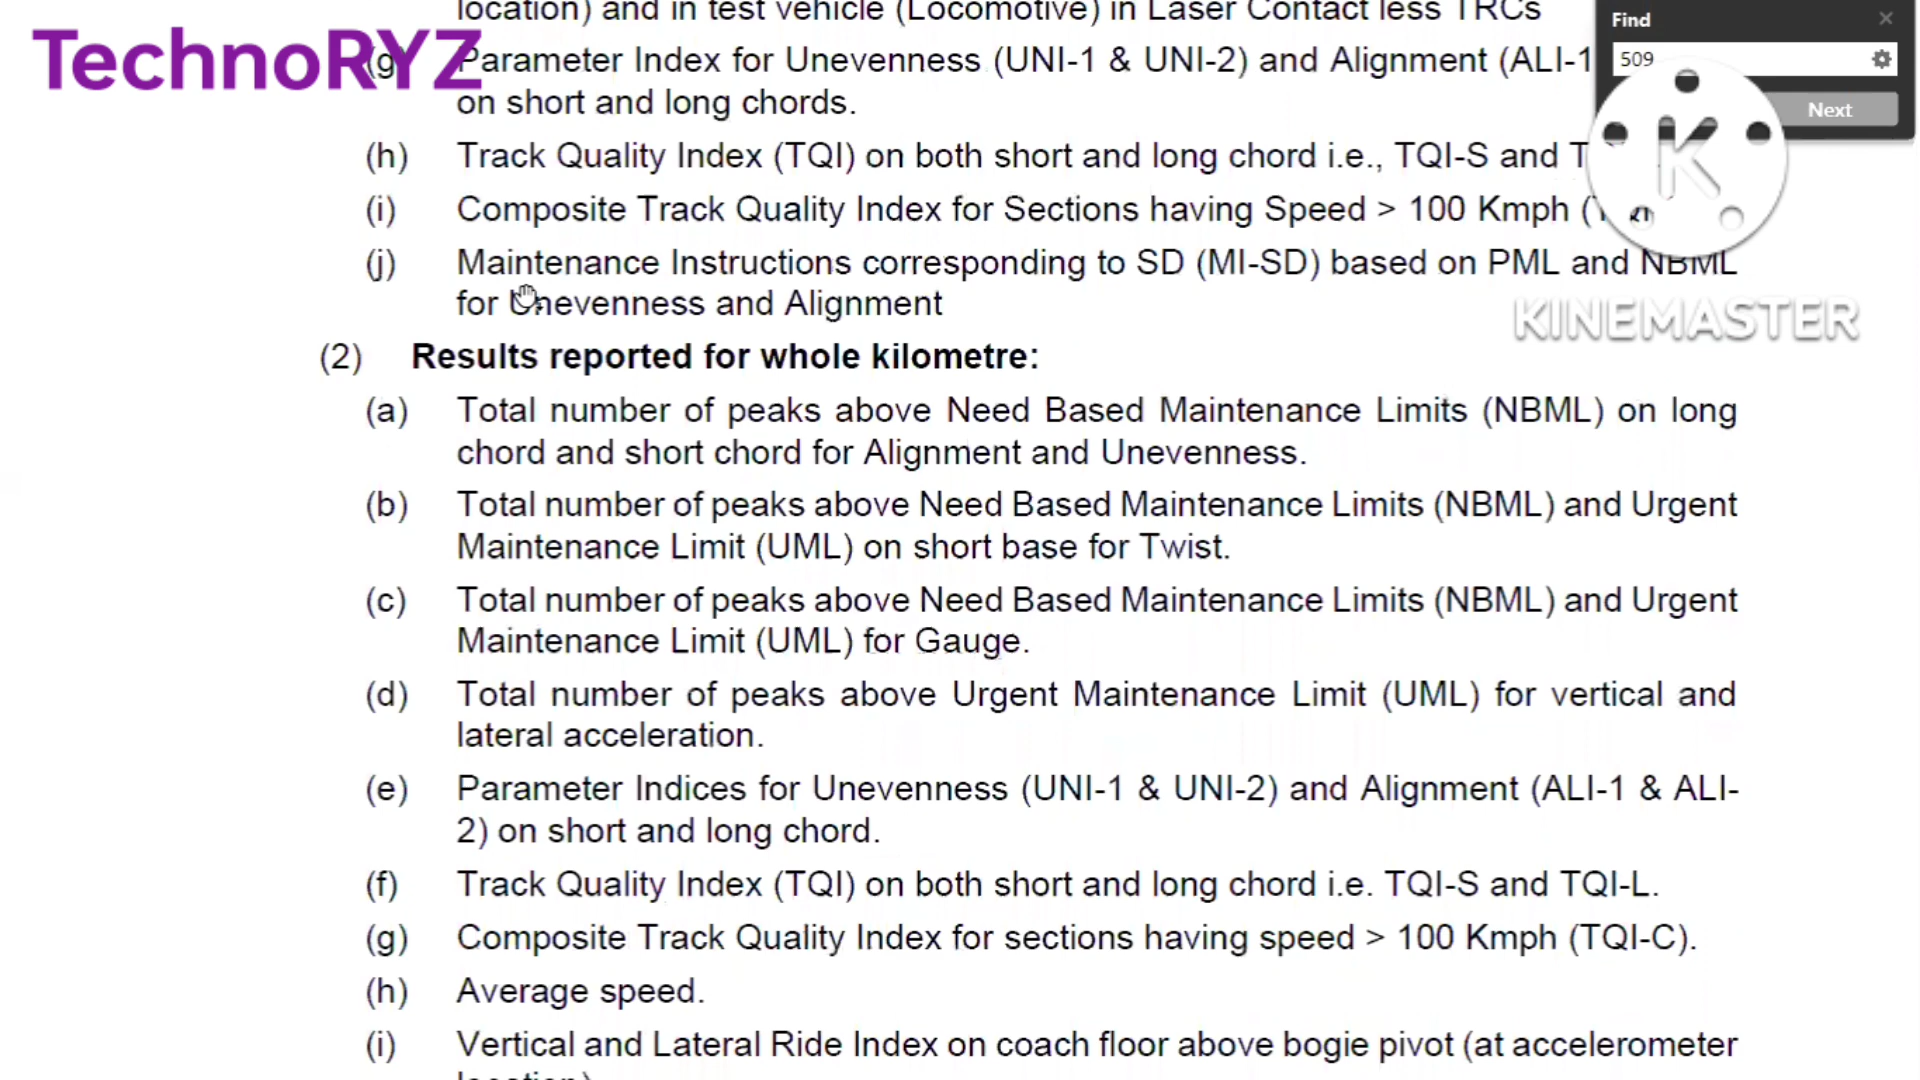 location) and in test vehicle (Locomotive) in Laser Contact less TRCs
TechnoRYZ
(g) Parameter Index for Unevenness (UNI-1 & UNI-2) and Alignment (ALI-1
on short and long chords.
(h) Track Quality Index (TQI) on both short and long chord i.e., TQI-S and T
(i) Composite Track Quality Index for Sections having Speed > 100 Kmph (TQI
(j) Maintenance Instructions corresponding to SD (MI-SD) based on PML and NBML
for Unevenness and Alignment
(2) Results reported for whole kilometre:
(a) Total number of peaks above Need Based Maintenance Limits (NBML) on long
chord and short chord for Alignment and Unevenness.
(b) Total number of peaks above Need Based Maintenance Limits (NBML) and Urgent
Maintenance Limit (UML) on short base for Twist.
(c) Total number of peaks above Need Based Maintenance Limits (NBML) and Urgent
Maintenance Limit (UML) for Gauge.
(d) Total number of peaks above Urgent Maintenance Limit (UML) for vertical and
lateral acceleration.
(e) Parameter Indices for Unevenness (UNI-1 & UNI-2) and Alignment (ALI-1 & ALI-
2) on short and long chord.
(f) Track Quality Index (TQI) on both short and long chord i.e. TQI-S and TQI-L.
(g) Composite Track Quality Index for sections having speed > 100 Kmph (TQI-C).
(h) Average speed.
(i) Vertical and Lateral Ride Index on coach floor above bogie pivot (at accelerometer
location)
Find
509
Next
K
KINEMASTER